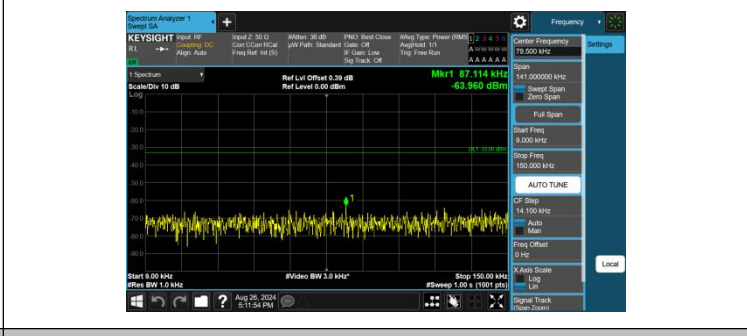 Spectrum Analyzer 1
Swept SA
Frequency
KEYSIGHT
Input: RF
Coupling: DC
Align: Auto
Input Z: 50 Ω
Corr CCorr RCal
Freq Ref: Int (S)
#Atten: 30 dB
µW Path: Standard
PNO: Best Close
Gate: Off
IF Gain: Low
Sig Track: Off
#Avg Type: Power (RMS)
Avg|Hold: 1/1
Trig: Free Run
1 2 3 4 5 6
A W W W W W
A A A A A A
R L
1 Spectrum
Scale/Div 10 dB
Log
Ref Lvl Offset 0.39 dB
Ref Level 0.00 dBm
Mkr1 87.114 kHz
-63.960 dBm
-10.0
-20.0
-30.0
-40.0
-50.0
-60.0
-70.0
-80.0
-90.0
1
Start 9.00 kHz
#Res BW 1.0 kHz
#Video BW 3.0 kHz*
Stop 150.00 kHz
#Sweep 1.00 s (1001 pts)
Aug 26, 2024
5:11:54 PM
Center Frequency
79.500 kHz
Span
141.000000 kHz
Swept Span
Zero Span
Full Span
Start Freq
9.000 kHz
Stop Freq
150.000 kHz
AUTO TUNE
CF Step
14.100 kHz
Auto
Man
Freq Offset
0 Hz
X Axis Scale
Log
Lin
Signal Track
(Span Zoom)
Settings
Local